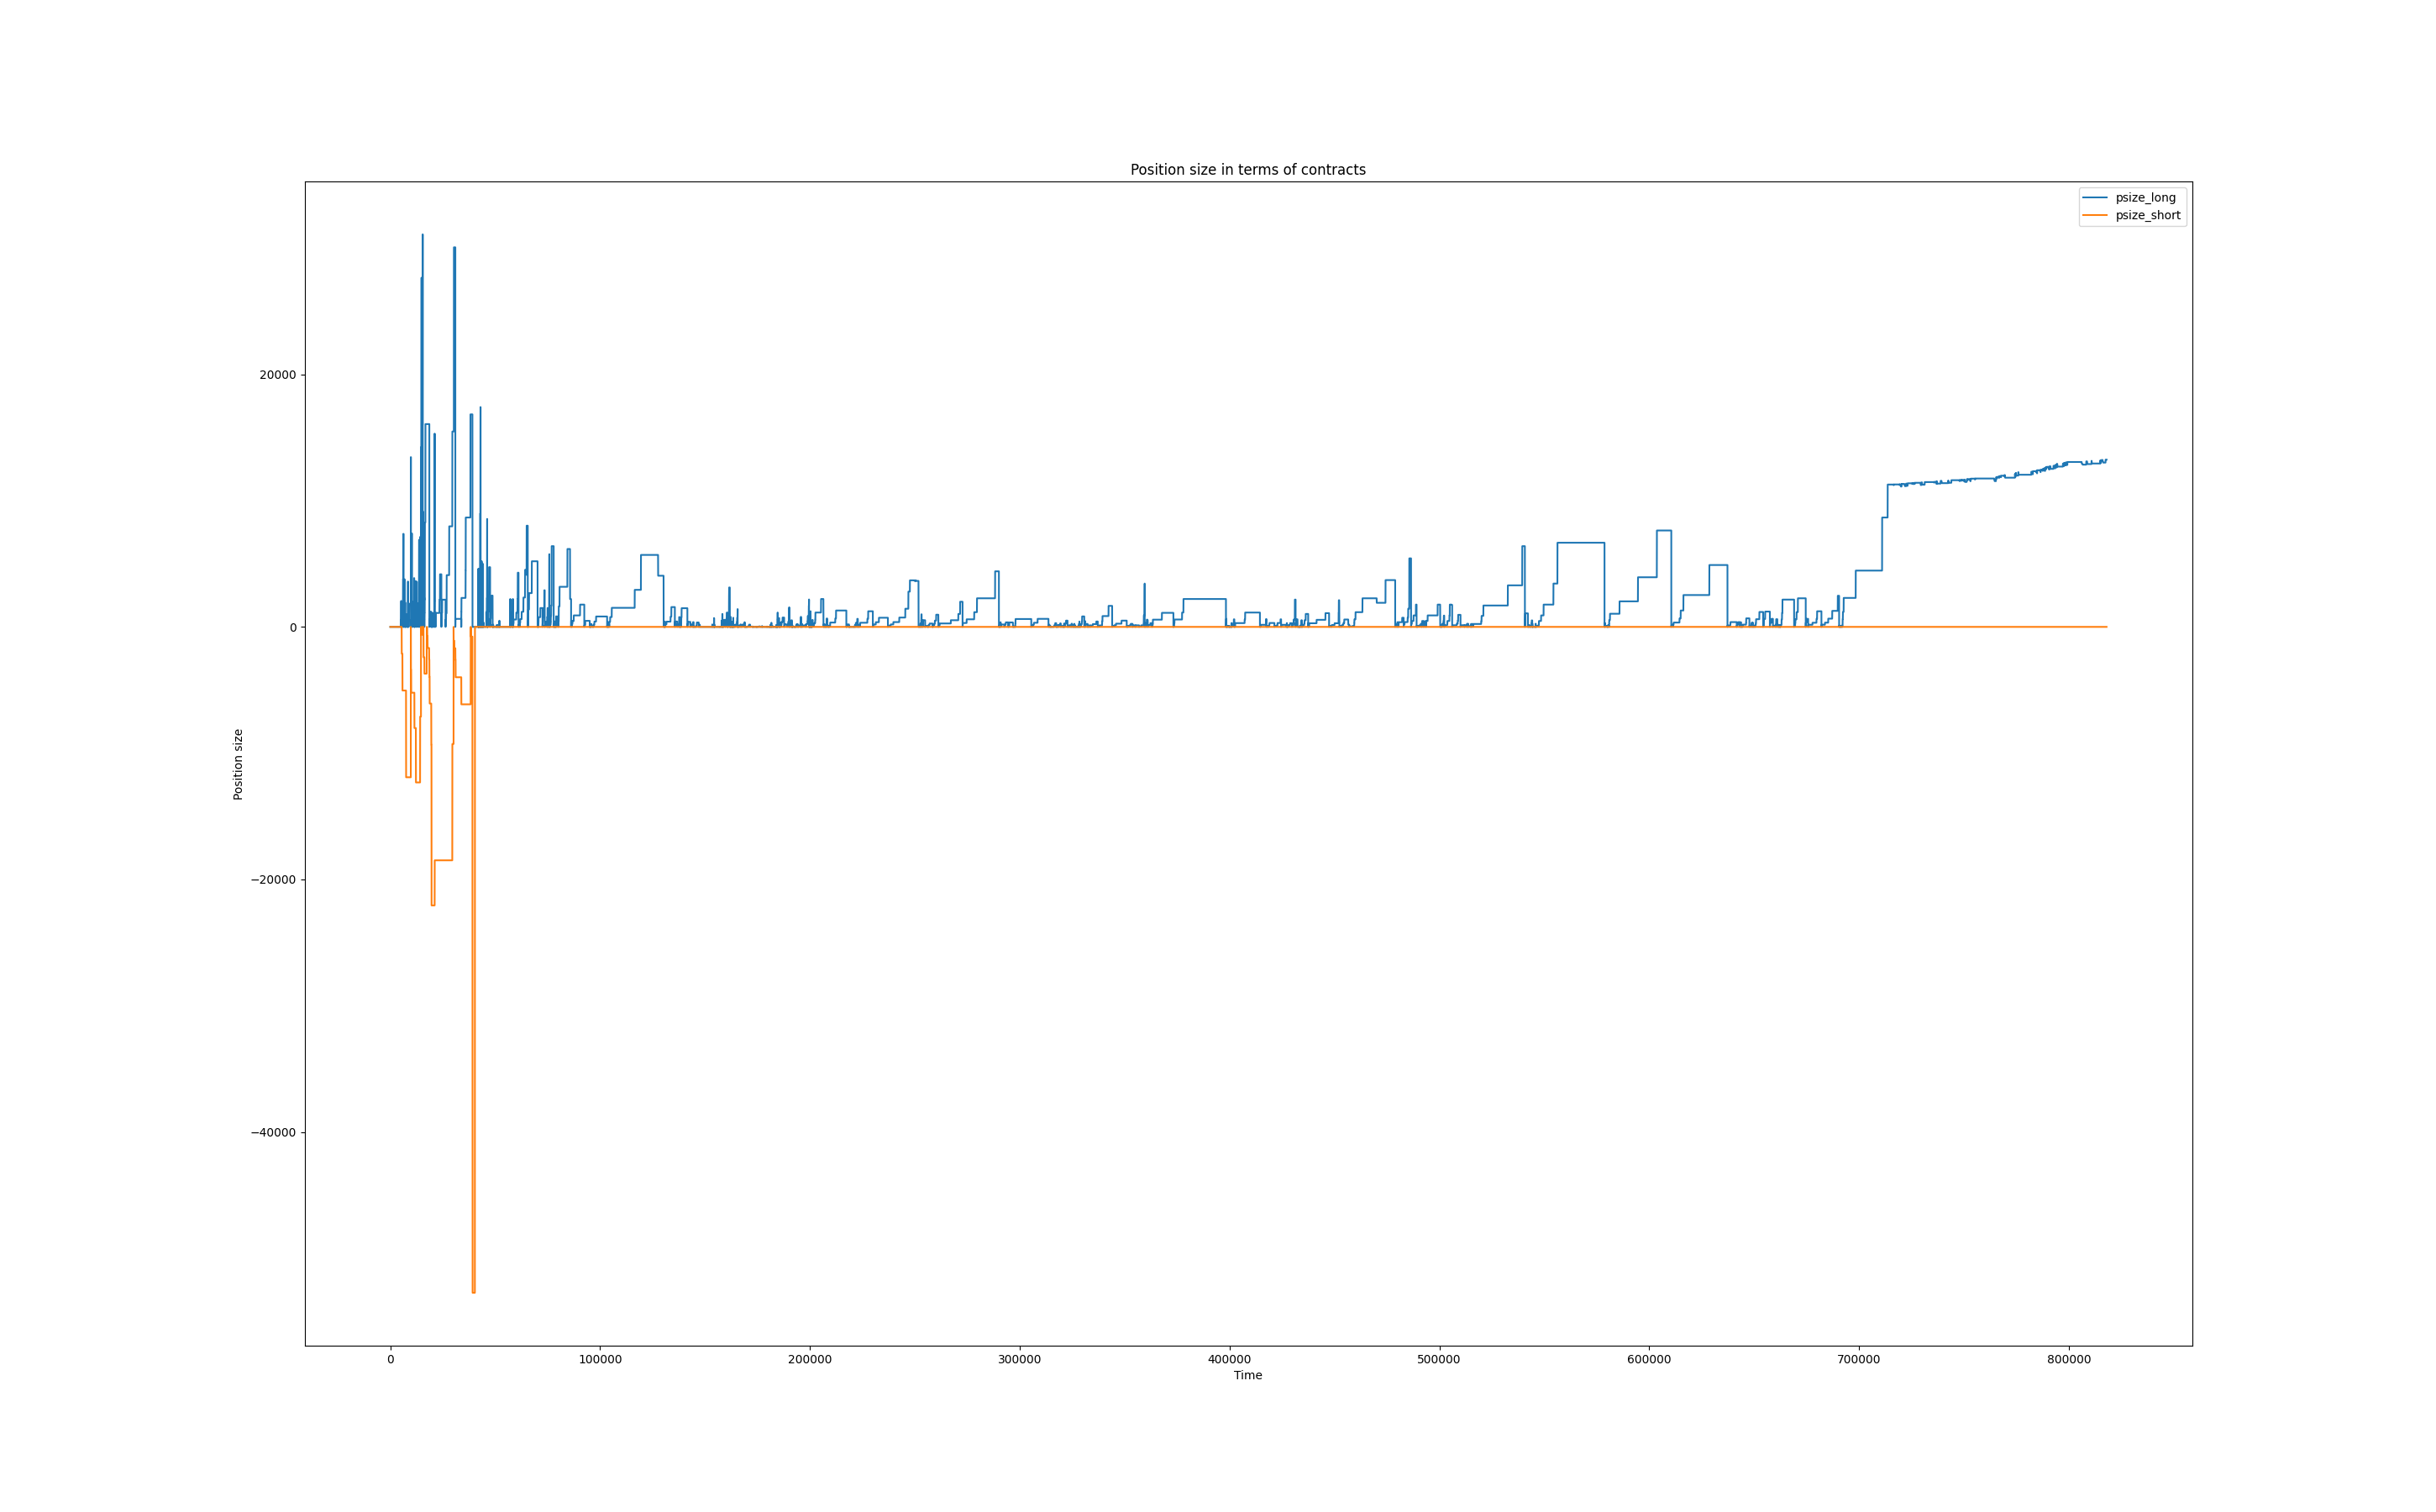 Position size in terms of contracts
psize_long
psize_short
20000
0
−20000
−40000
Position size
0
100000
200000
300000
400000
500000
600000
700000
800000
Time